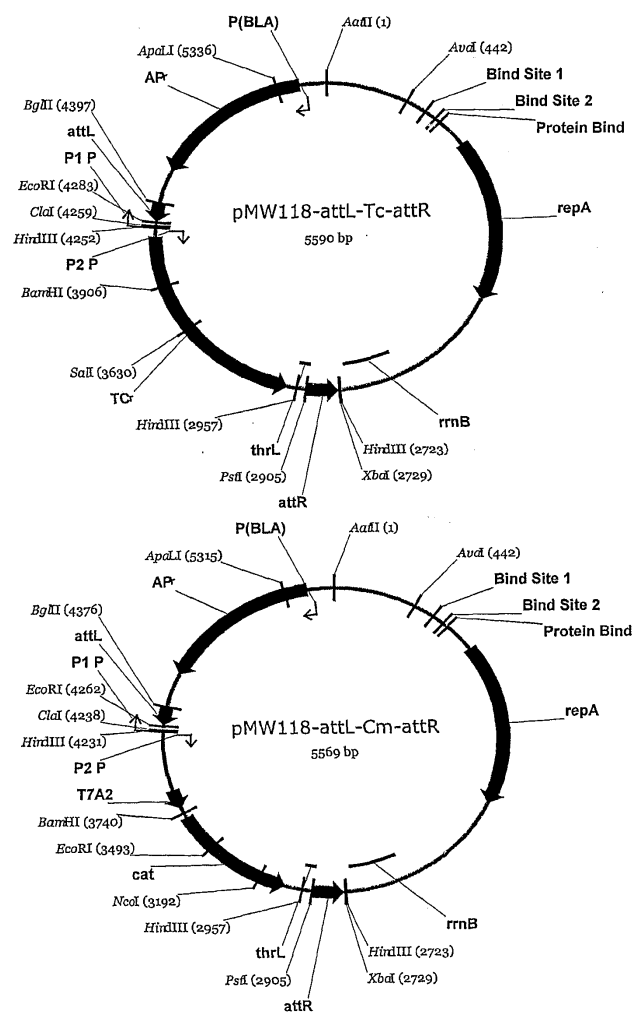 P(BLA)
AatII (1)
ApaLI (5336)
AvaI (442)
APr
Bind Site 1
BglII (4397)
Bind Site 2
attL
Protein Bind
P1 P
EcoRI (4283)
pMW118-attL-Tc-attR
repA
ClaI (4259)
5590 bp
HindIII (4252)
P2 P
BamHI (3906)
SalI (3630)
TCr
HindIII (2957)
rrnB
thrL
HindIII (2723)
PstI (2905)
XbaI (2729)
attR
P(BLA)
AatII (1)
ApaLI (5315)
AvaI (442)
APr
Bind Site 1
BglII (4376)
Bind Site 2
attL
Protein Bind
P1 P
EcoRI (4262)
repA
ClaI (4238)
pMW118-attL-Cm-attR
HindIII (4231)
5569 bp
P2 P
T7A2
BamHI (3740)
EcoRI (3493)
cat
NcoI (3192)
HindIII (2957)
rrnB
thrL
HindIII (2723)
PstI (2905)
XbaI (2729)
attR